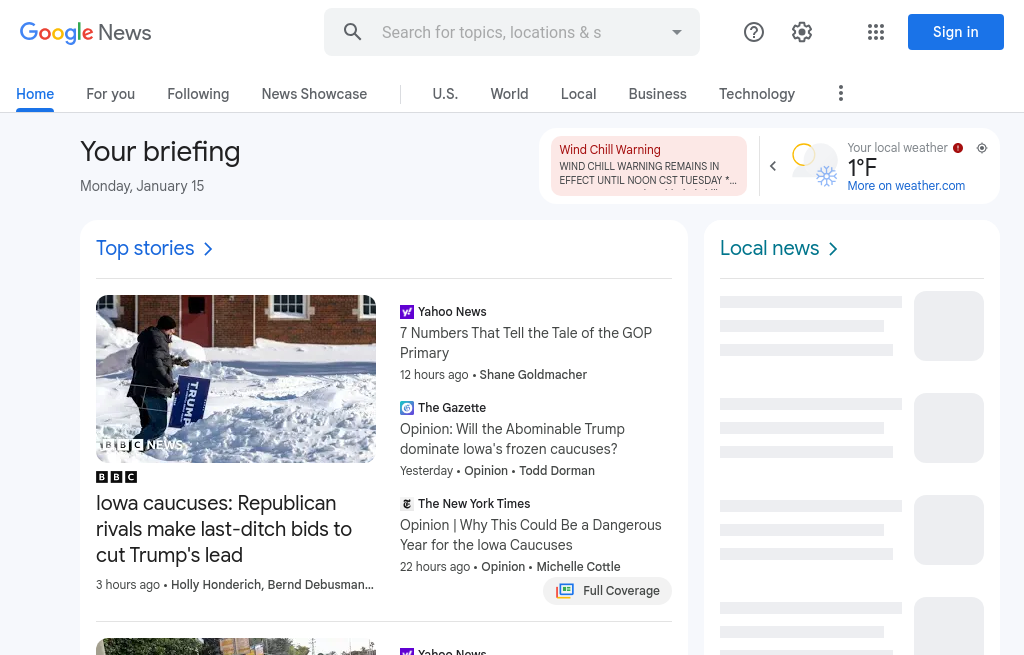 Google News
Search for topics, locations & s
Sign in
Home
For you
Following
News Showcase
U.S.
World
Local
Business
Technology
Your briefing
Monday, January 15
Wind Chill Warning
WIND CHILL WARNING REMAINS IN
EFFECT UNTIL NOON CST TUESDAY *...
Your local weather
1°F
More on weather.com
Top stories
TRUMP
BBC NEWS
BBC
Iowa caucuses: Republican
rivals make last-ditch bids to
cut Trump's lead
3 hours ago • Holly Honderich, Bernd Debusman...
Yahoo News
7 Numbers That Tell the Tale of the GOP
Primary
12 hours ago • Shane Goldmacher
The Gazette
Opinion: Will the Abominable Trump
dominate Iowa's frozen caucuses?
Yesterday • Opinion • Todd Dorman
The New York Times
Opinion | Why This Could Be a Dangerous
Year for the Iowa Caucuses
22 hours ago • Opinion • Michelle Cottle
Full Coverage
Yahoo News
Local news